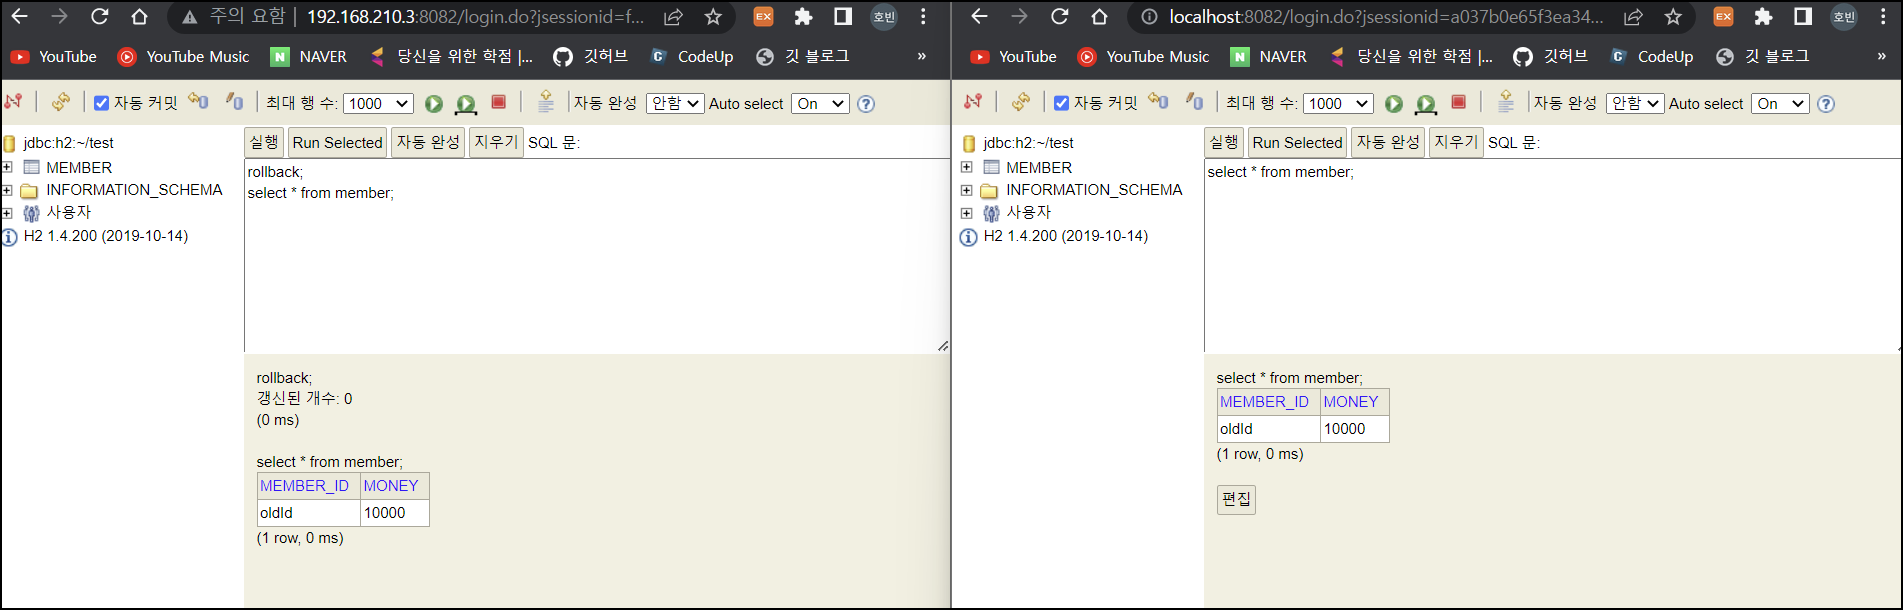 주의 요함 | 192.168.210.3:8082/login.do?jsessionid=f... EX 호빈
YouTube YouTube Music N NAVER 당신을 위한 학점 |... 깃허브 C CodeUp 깃 블로그 »
자동 커밋 최대 행 수: 1000 자동 완성 안함 Auto select On ?
jdbc:h2:~/test
MEMBER
INFORMATION_SCHEMA
사용자
H2 1.4.200 (2019-10-14)
실행 Run Selected 자동 완성 지우기 SQL 문:
rollback;
select * from member;
rollback;
갱신된 개수: 0
(0 ms)
select * from member;
MEMBER_ID MONEY
oldId 10000
(1 row, 0 ms)
localhost:8082/login.do?jsessionid=a037b0e65f3ea34... EX 호빈
YouTube YouTube Music N NAVER 당신을 위한 학점 |... 깃허브 C CodeUp 깃 블로그 »
자동 커밋 최대 행 수: 1000 자동 완성 안함 Auto select On ?
jdbc:h2:~/test
MEMBER
INFORMATION_SCHEMA
사용자
H2 1.4.200 (2019-10-14)
실행 Run Selected 자동 완성 지우기 SQL 문:
select * from member;
select * from member;
MEMBER_ID MONEY
oldId 10000
(1 row, 0 ms)
편집